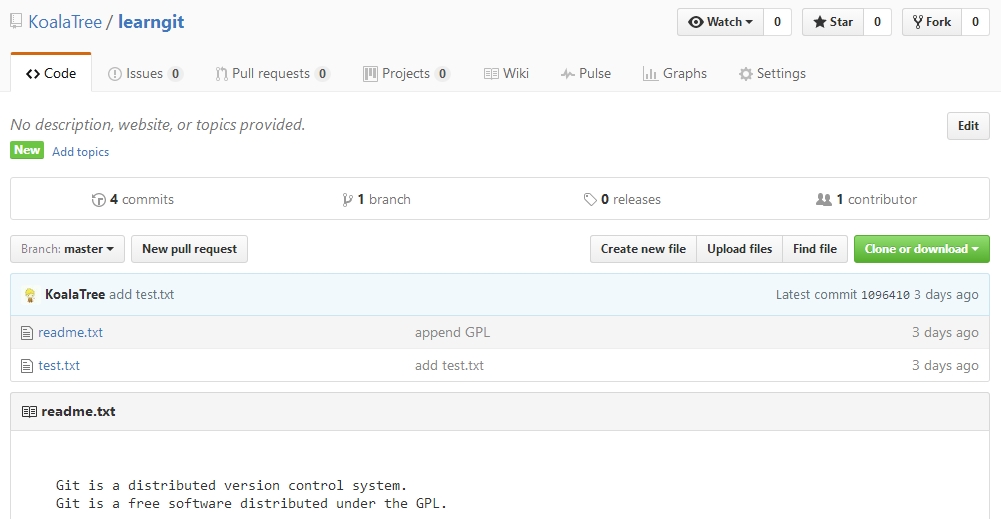 KoalaTree / learngit Watch 0 Star 0 Fork 0
Code Issues 0 Pull requests 0 Projects 0 Wiki Pulse Graphs Settings
No description, website, or topics provided. Edit
New Add topics
4 commits 1 branch 0 releases 1 contributor
Branch: master New pull request Create new file Upload files Find file Clone or download
KoalaTree add test.txt Latest commit 1096410 3 days ago
readme.txt append GPL 3 days ago
test.txt add test.txt 3 days ago
readme.txt
Git is a distributed version control system.
Git is a free software distributed under the GPL.